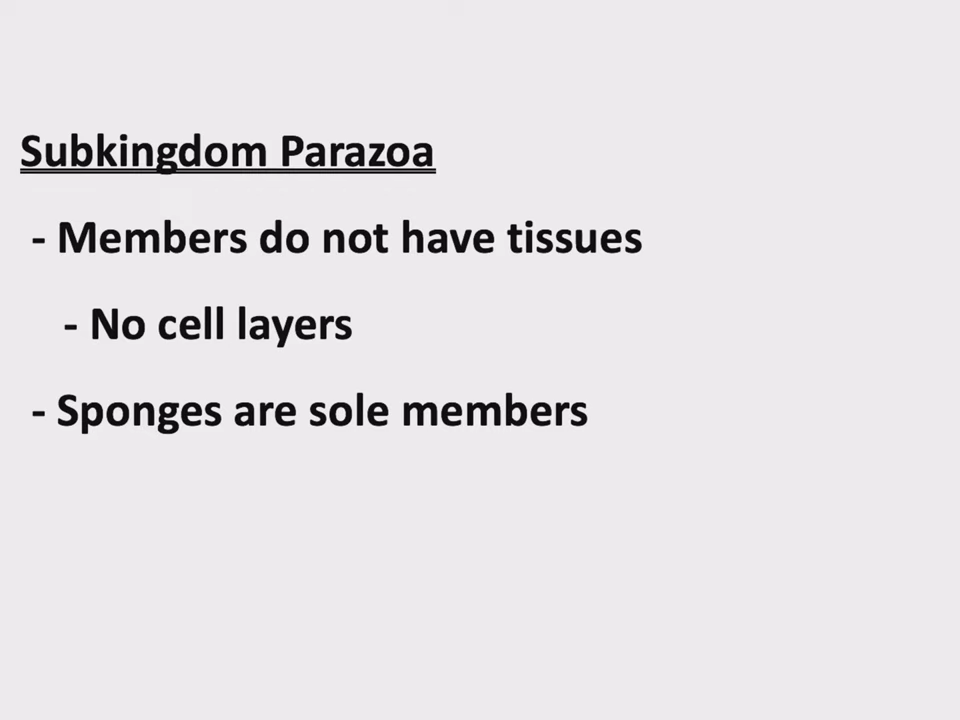 Subkingdom Parazoa
- Members do not have tissues
- No cell layers
- Sponges are sole members